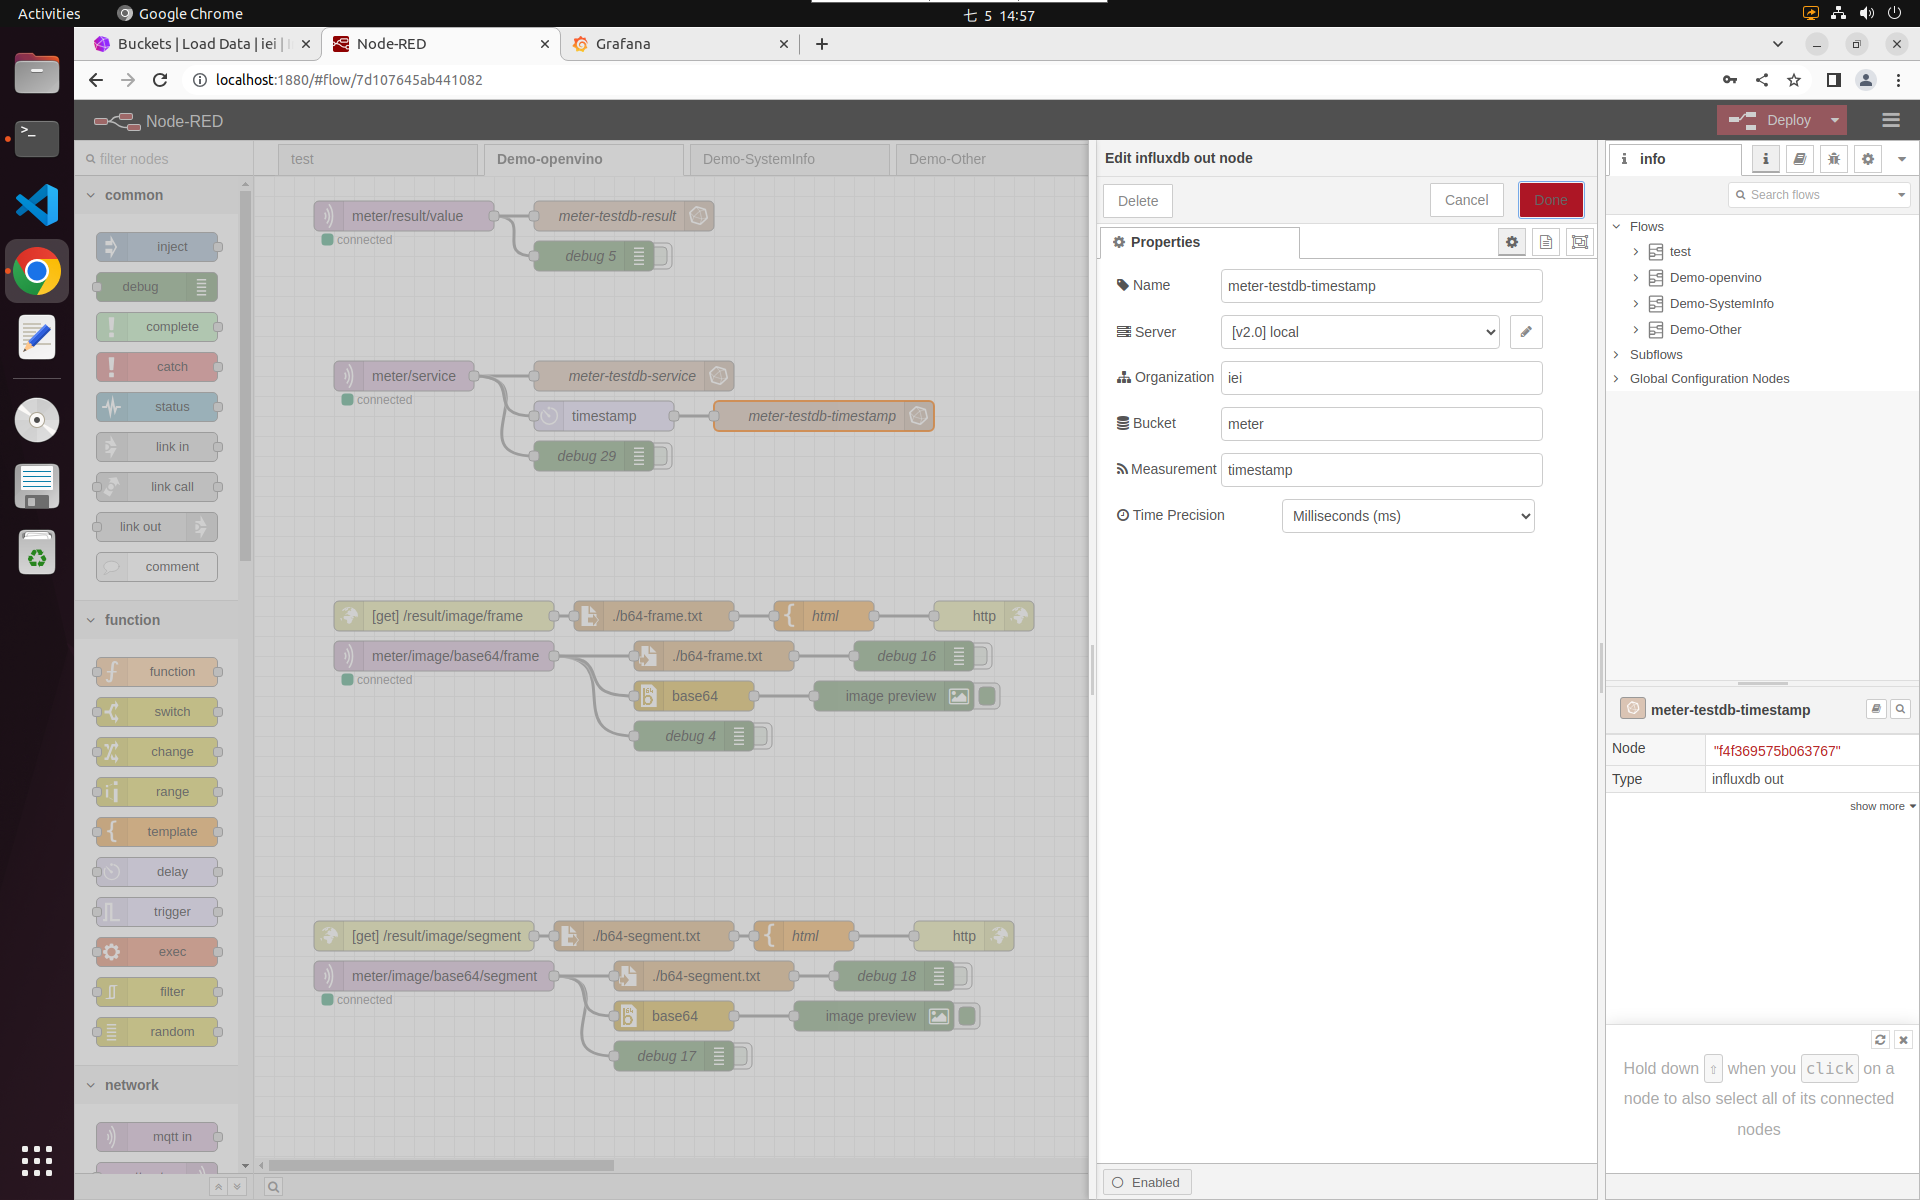 Activities
Google Chrome
七 5 14:57
Buckets | Load Data | iei |
Node-RED
Grafana
localhost:1880/#flow/7d107645ab441082
Node-RED
Deploy
filter nodes
test
Demo-openvino
Demo-SystemInfo
Demo-Other
common
inject
debug
complete
catch
status
link in
link call
link out
comment
function
function
switch
change
range
template
delay
trigger
exec
filter
random
network
mqtt in
meter/result/value
connected
meter-testdb-result
debug 5
meter/service
connected
meter-testdb-service
timestamp
meter-testdb-timestamp
debug 29
[get] /result/image/frame
./b64-frame.txt
html
http
meter/image/base64/frame
connected
./b64-frame.txt
debug 16
base64
image preview
debug 4
[get] /result/image/segment
./b64-segment.txt
html
http
meter/image/base64/segment
connected
./b64-segment.txt
debug 18
base64
image preview
debug 17
Edit influxdb out node
Delete
Cancel
Done
Properties
Name
meter-testdb-timestamp
Server
[v2.0] local
Organization
iei
Bucket
meter
Measurement
timestamp
Time Precision
Milliseconds (ms)
Enabled
info
Search flows
Flows
test
Demo-openvino
Demo-SystemInfo
Demo-Other
Subflows
Global Configuration Nodes
meter-testdb-timestamp
Node
"f4f369575b063767"
Type
influxdb out
show more
Hold down ⇧ when you click on a
node to also select all of its connected
nodes